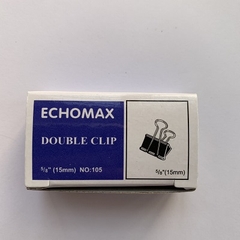 ECHOMAX
DOUBLE CLIP
⁵/₈" (15mm) NO:105
⁵/₈"(15mm)